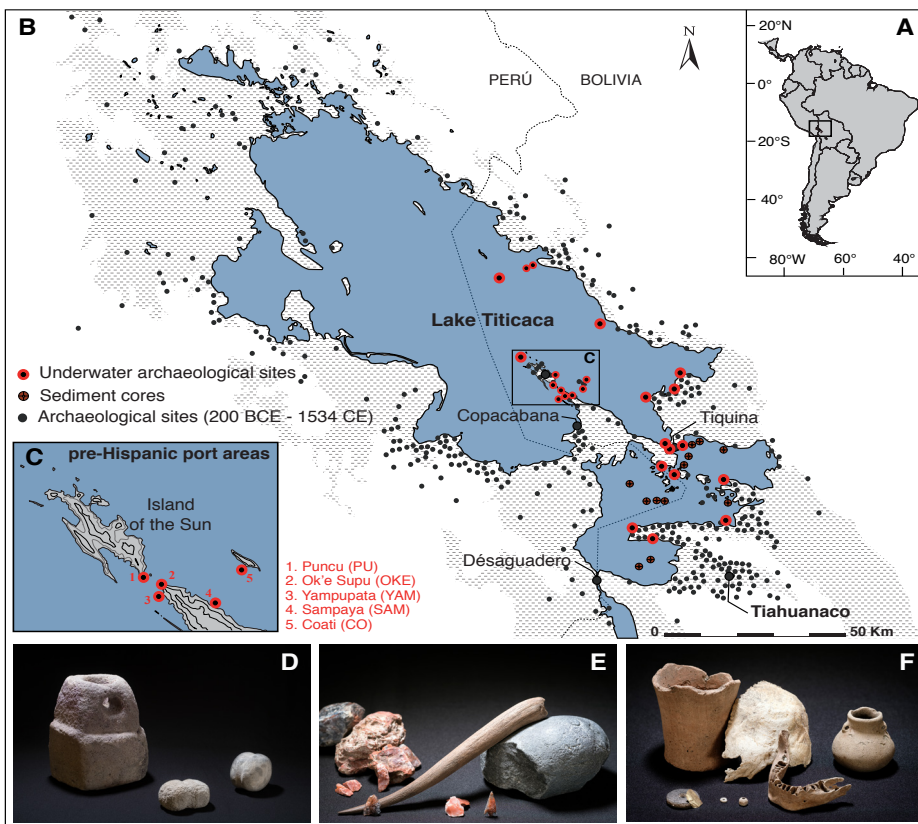 B
N
PERÚ
BOLIVIA
A
20°N
0°
20°S
40°
80°W
60°
40°
Lake Titicaca
C
Underwater archaeological sites
Sediment cores
Archaeological sites (200 BCE - 1534 CE)
Copacabana
Tiquina
C
pre-Hispanic port areas
Island
of the Sun
1
2
3
4
5
1. Puncu (PU)
2. Ok'e Supu (OKE)
3. Yampupata (YAM)
4. Sampaya (SAM)
5. Coati (CO)
Désaguadero
Tiahuanaco
0
50 Km
D
E
F